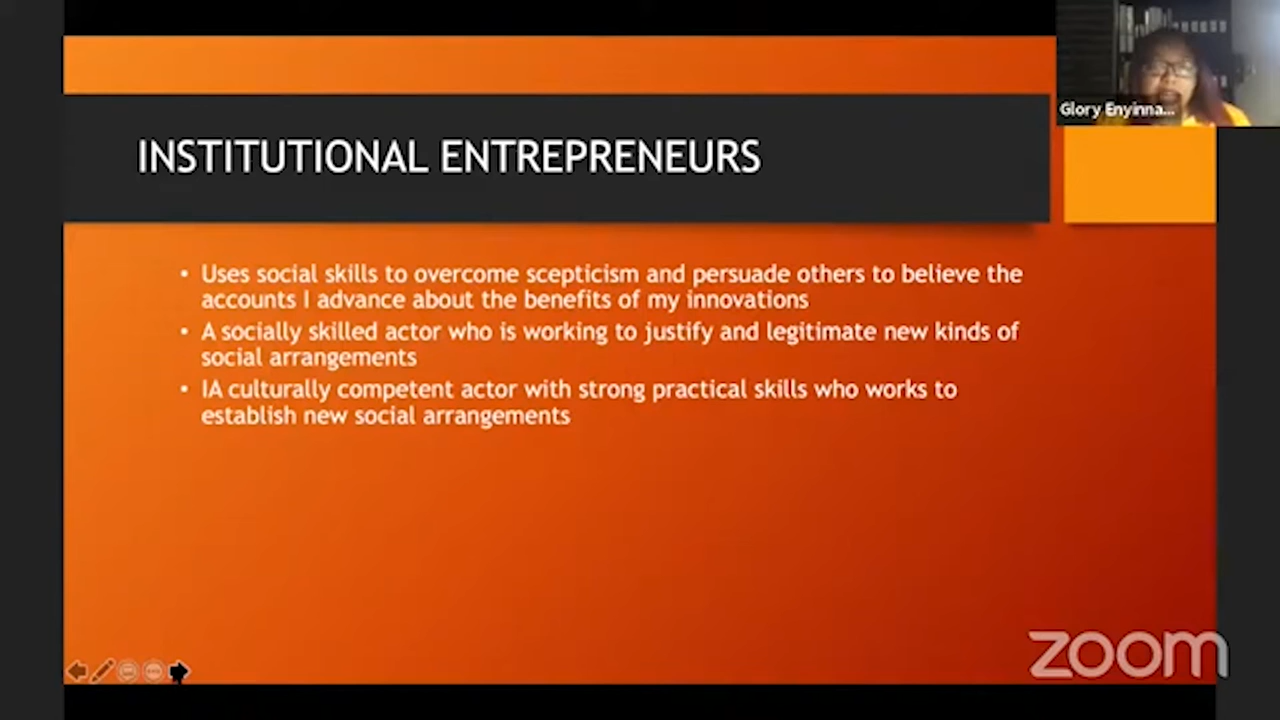 Glory Enyinna...
INSTITUTIONAL ENTREPRENEURS
• Uses social skills to overcome scepticism and persuade others to believe the
accounts I advance about the benefits of my innovations
• A socially skilled actor who is working to justify and legitimate new kinds of
social arrangements
• IA culturally competent actor with strong practical skills who works to
establish new social arrangements
zoom